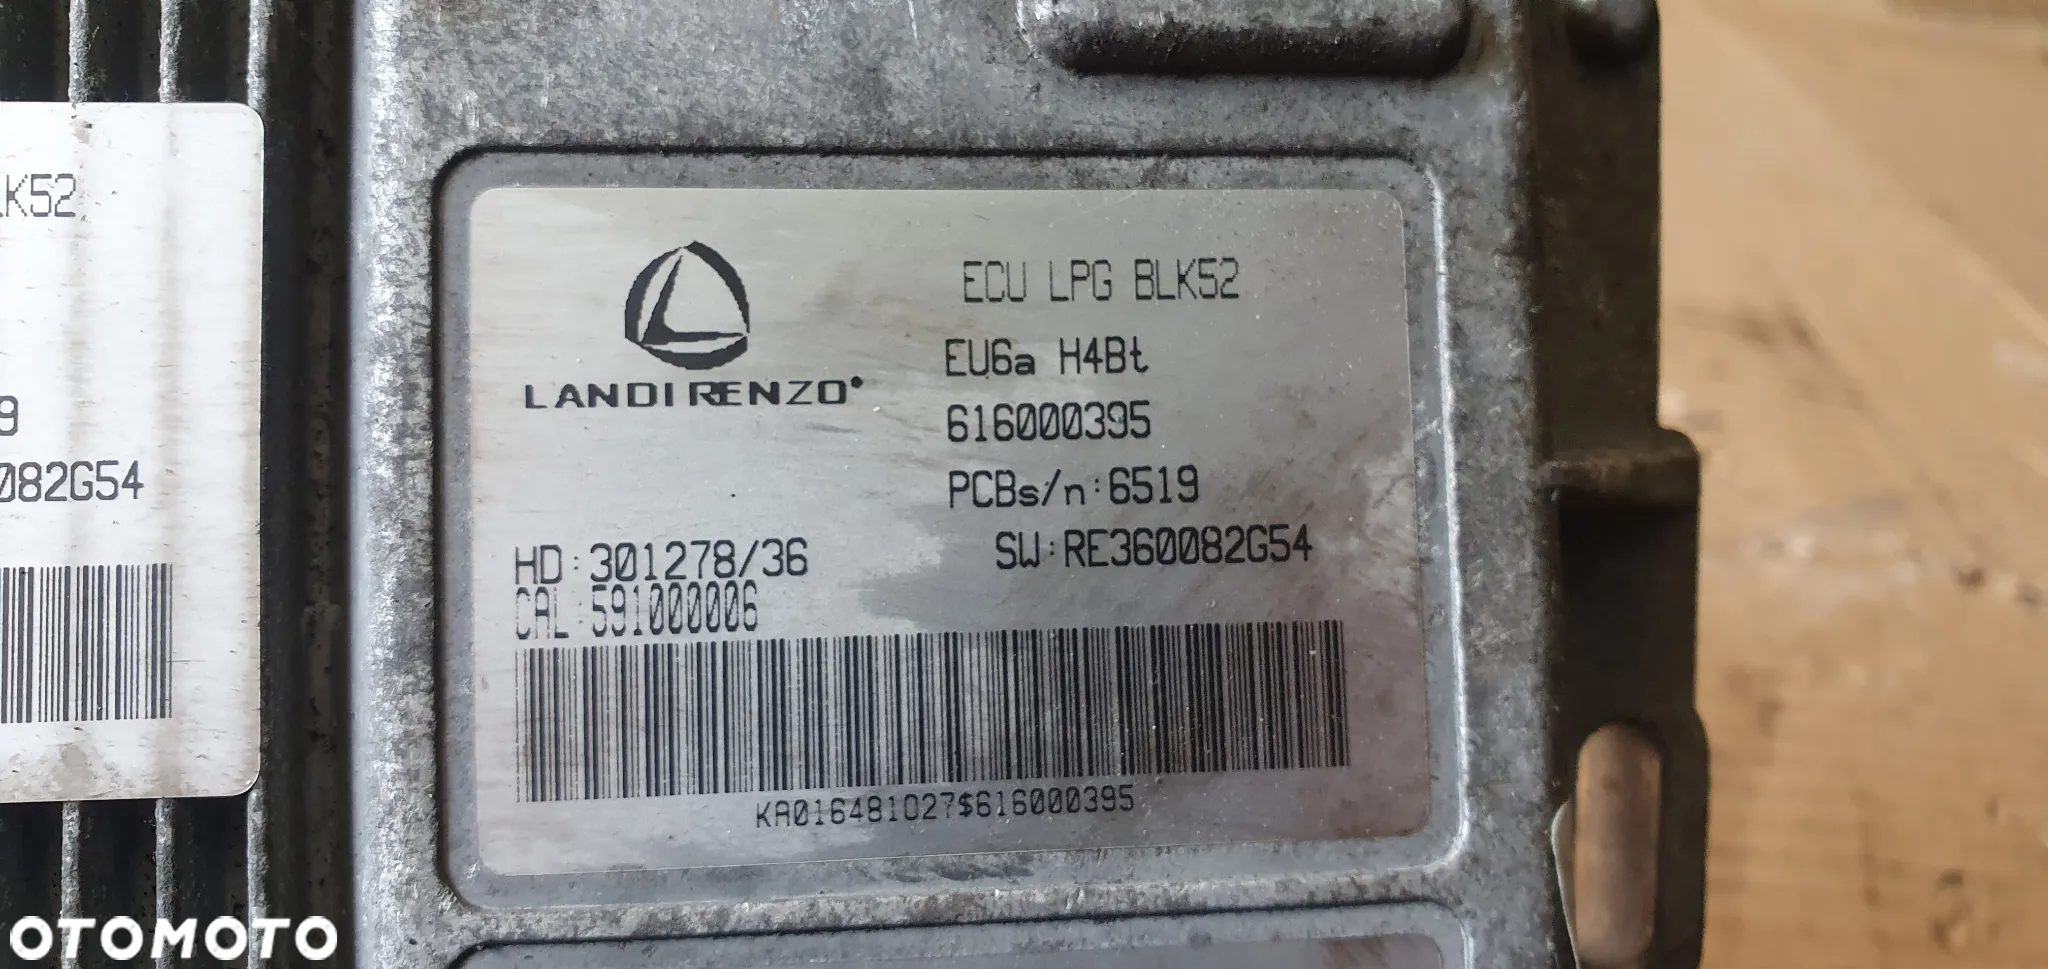 LK52
9
082G54
LANDI RENZO
ECU LPG BLK52
EU6a H4Bt
616000395
PCBs/n:6519
HD:301278/36
SW:RE360082G54
CAL:591000006
KA016481027$616000395
OTOMOTO